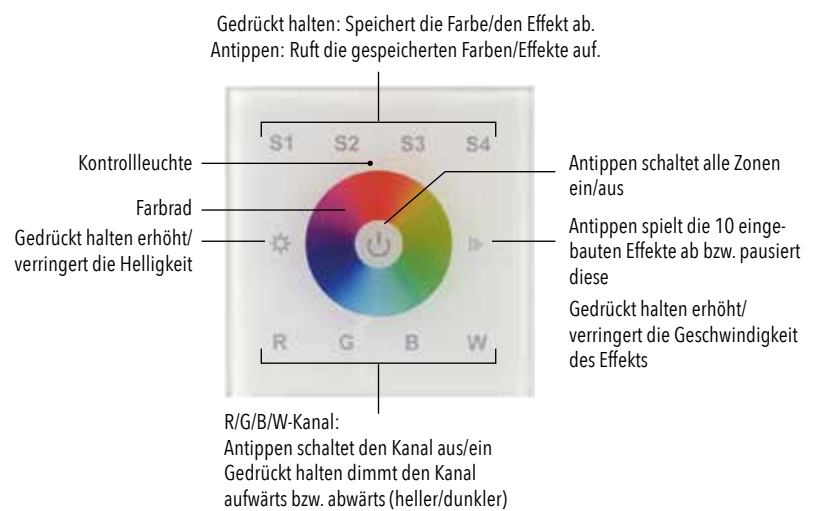 Gedrückt halten: Speichert die Farbe/den Effekt ab.
Antippen: Ruft die gespeicherten Farben/Effekte auf.
S1 S2 S3 S4
Kontrollleuchte
Farbrad
Gedrückt halten erhöht/
verringert die Helligkeit
Antippen schaltet alle Zonen
ein/aus
Antippen spielt die 10 einge-
bauten Effekte ab bzw. pausiert
diese
Gedrückt halten erhöht/
verringert die Geschwindigkeit
des Effekts
R G B W
R/G/B/W-Kanal:
Antippen schaltet den Kanal aus/ein
Gedrückt halten dimmt den Kanal
aufwärts bzw. abwärts (heller/dunkler)